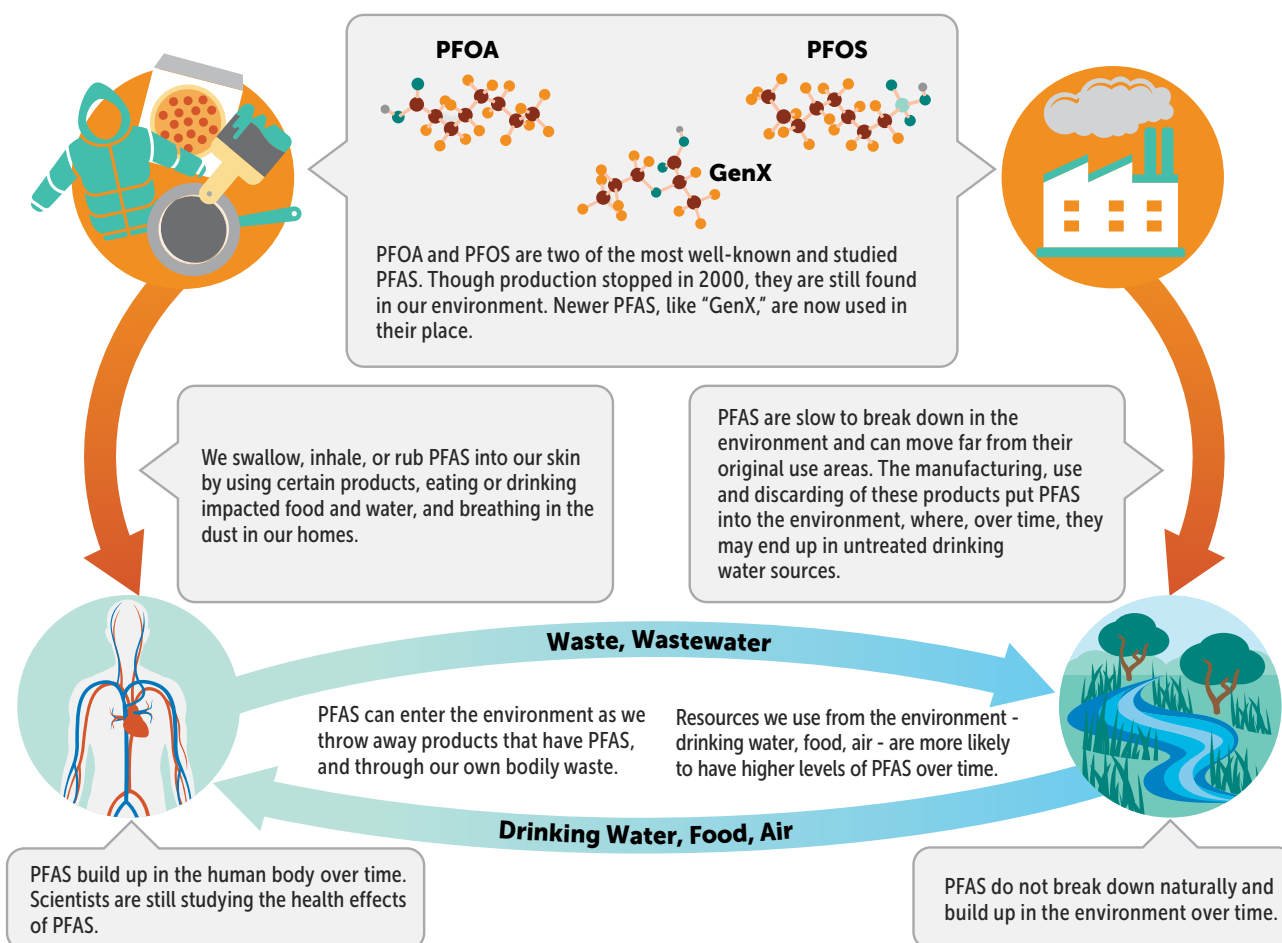 PFOA
PFOS
GenX
PFOA and PFOS are two of the most well-known and studied
PFAS. Though production stopped in 2000, they are still found
in our environment. Newer PFAS, like “GenX,” are now used in
their place.
We swallow, inhale, or rub PFAS into our skin
by using certain products, eating or drinking
impacted food and water, and breathing in the
dust in our homes.
PFAS are slow to break down in the
environment and can move far from their
original use areas. The manufacturing, use
and discarding of these products put PFAS
into the environment, where, over time, they
may end up in untreated drinking
water sources.
Waste, Wastewater
PFAS can enter the environment as we
throw away products that have PFAS,
and through our own bodily waste.
Resources we use from the environment -
drinking water, food, air - are more likely
to have higher levels of PFAS over time.
Drinking Water, Food, Air
PFAS build up in the human body over time.
Scientists are still studying the health effects
of PFAS.
PFAS do not break down naturally and
build up in the environment over time.